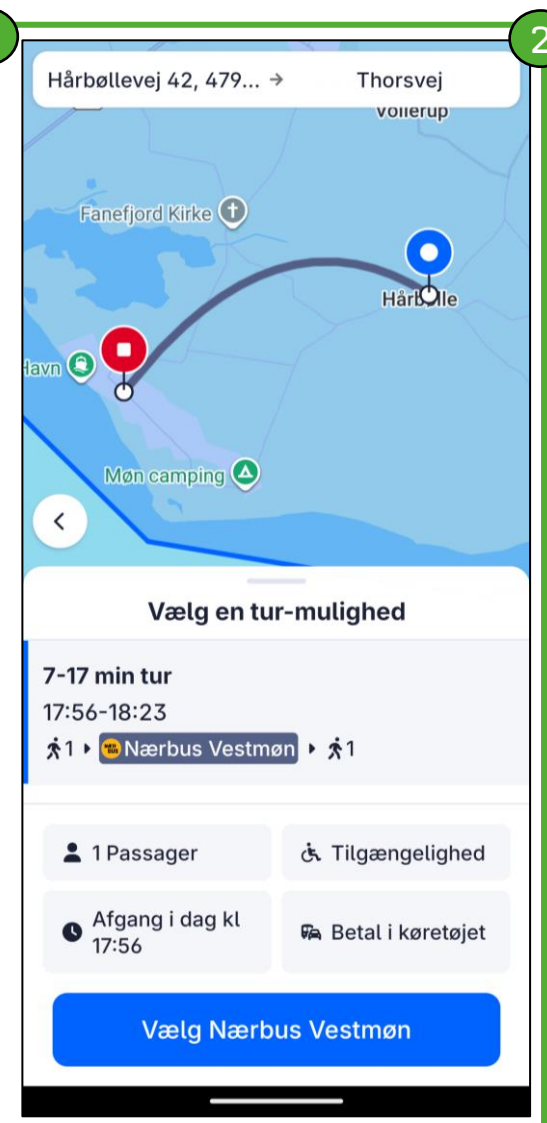 2
Hårbøllevej 42, 479... → Thorsvej
Vollerup
Fanefjord Kirke
Hårbølle
Havn
Møn camping
Vælg en tur-mulighed
7-17 min tur
17:56-18:23
1 ▸ NÆR BUS Nærbus Vestmøn ▸ 1
1 Passager
Tilgængelighed
Afgang i dag kl
17:56
Betal i køretøjet
Vælg Nærbus Vestmøn